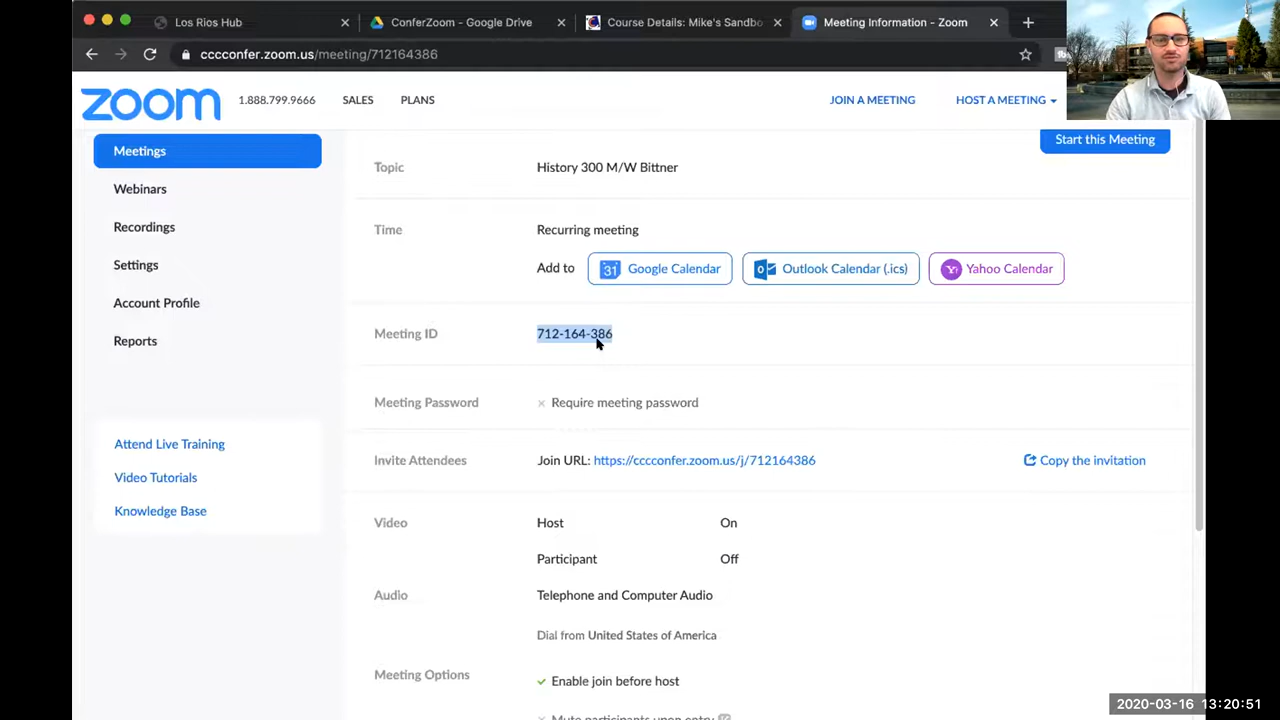 Los Rios Hub
ConferZoom - Google Drive
Course Details: Mike's Sandbo
Meeting Information - Zoom
cccconfer.zoom.us/meeting/712164386
zoom
1.888.799.9666
SALES
PLANS
JOIN A MEETING
HOST A MEETING
Meetings
Webinars
Recordings
Settings
Account Profile
Reports
Attend Live Training
Video Tutorials
Knowledge Base
Start this Meeting
Topic
History 300 M/W Bittner
Time
Recurring meeting
Add to
31 Google Calendar
Outlook Calendar (.ics)
Yahoo Calendar
Meeting ID
712-164-386
Meeting Password
Require meeting password
Invite Attendees
Join URL: https://cccconfer.zoom.us/j/712164386
Copy the invitation
Video
Host
On
Participant
Off
Audio
Telephone and Computer Audio
Dial from United States of America
Meeting Options
Enable join before host
Mute participants upon entry
2020-03-16 13:20:51